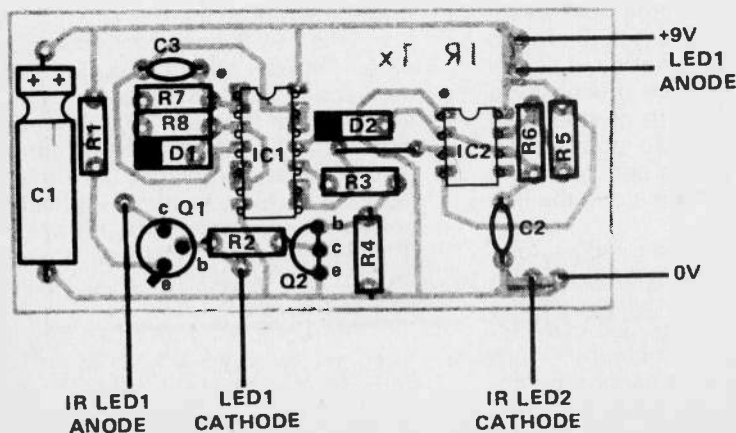 +9V
LED1
ANODE
C3
IR Tx
R7
R8
D1
IC1
D2
IC2
R6
R5
R1
C1
R3
c Q1
b
e
R2
b
c
e
Q2
R4
C2
0V
IR LED1
ANODE
LED1
CATHODE
IR LED2
CATHODE